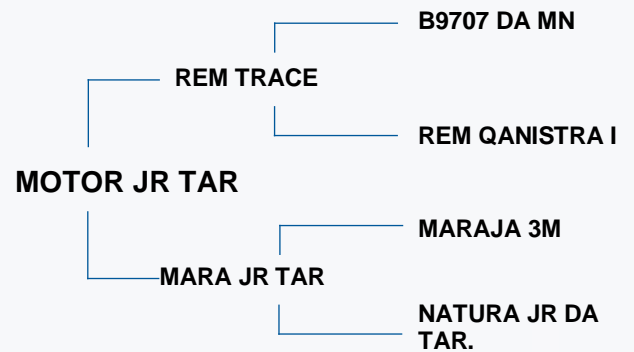 B9707 DA MN
REM TRACE
REM QANISTRA I
MOTOR JR TAR
MARAJA 3M
MARA JR TAR
NATURA JR DA
TAR.